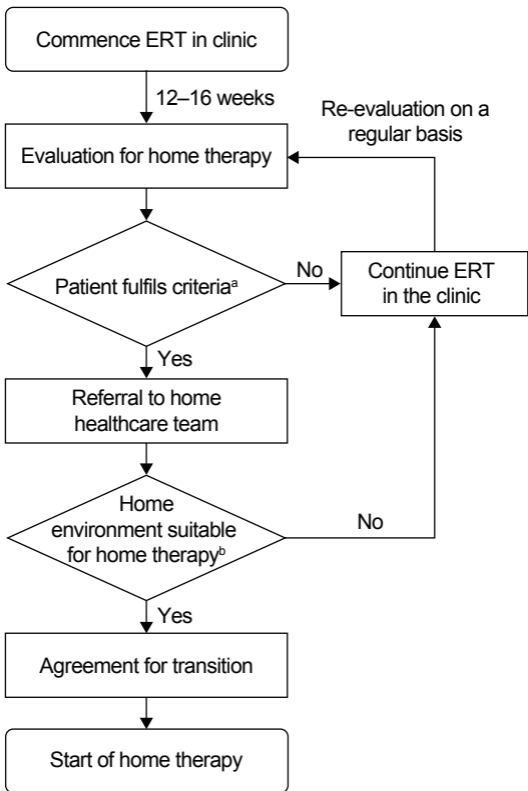 Commence ERT in clinic
12–16 weeks
Re-evaluation on a
regular basis
Evaluation for home therapy
Patient fulfils criteriaᵃ
No
Continue ERT
in the clinic
Yes
Referral to home
healthcare team
Home
environment suitable
for home therapyᵇ
No
Yes
Agreement for transition
Start of home therapy